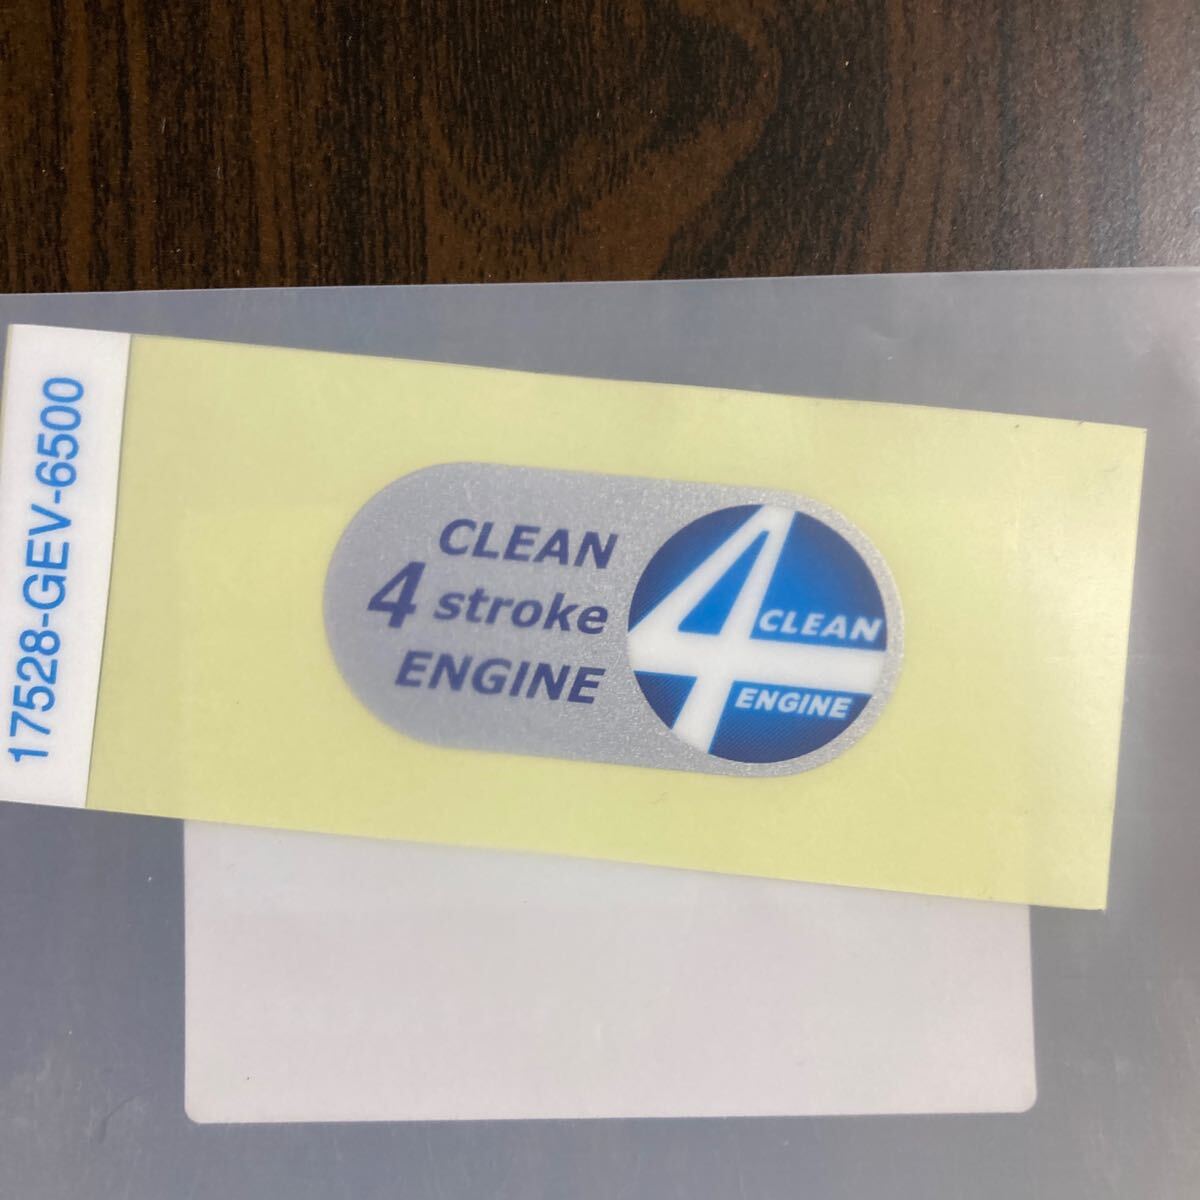 17528-GEV-6500
CLEAN
4 stroke
ENGINE
4
CLEAN
ENGINE